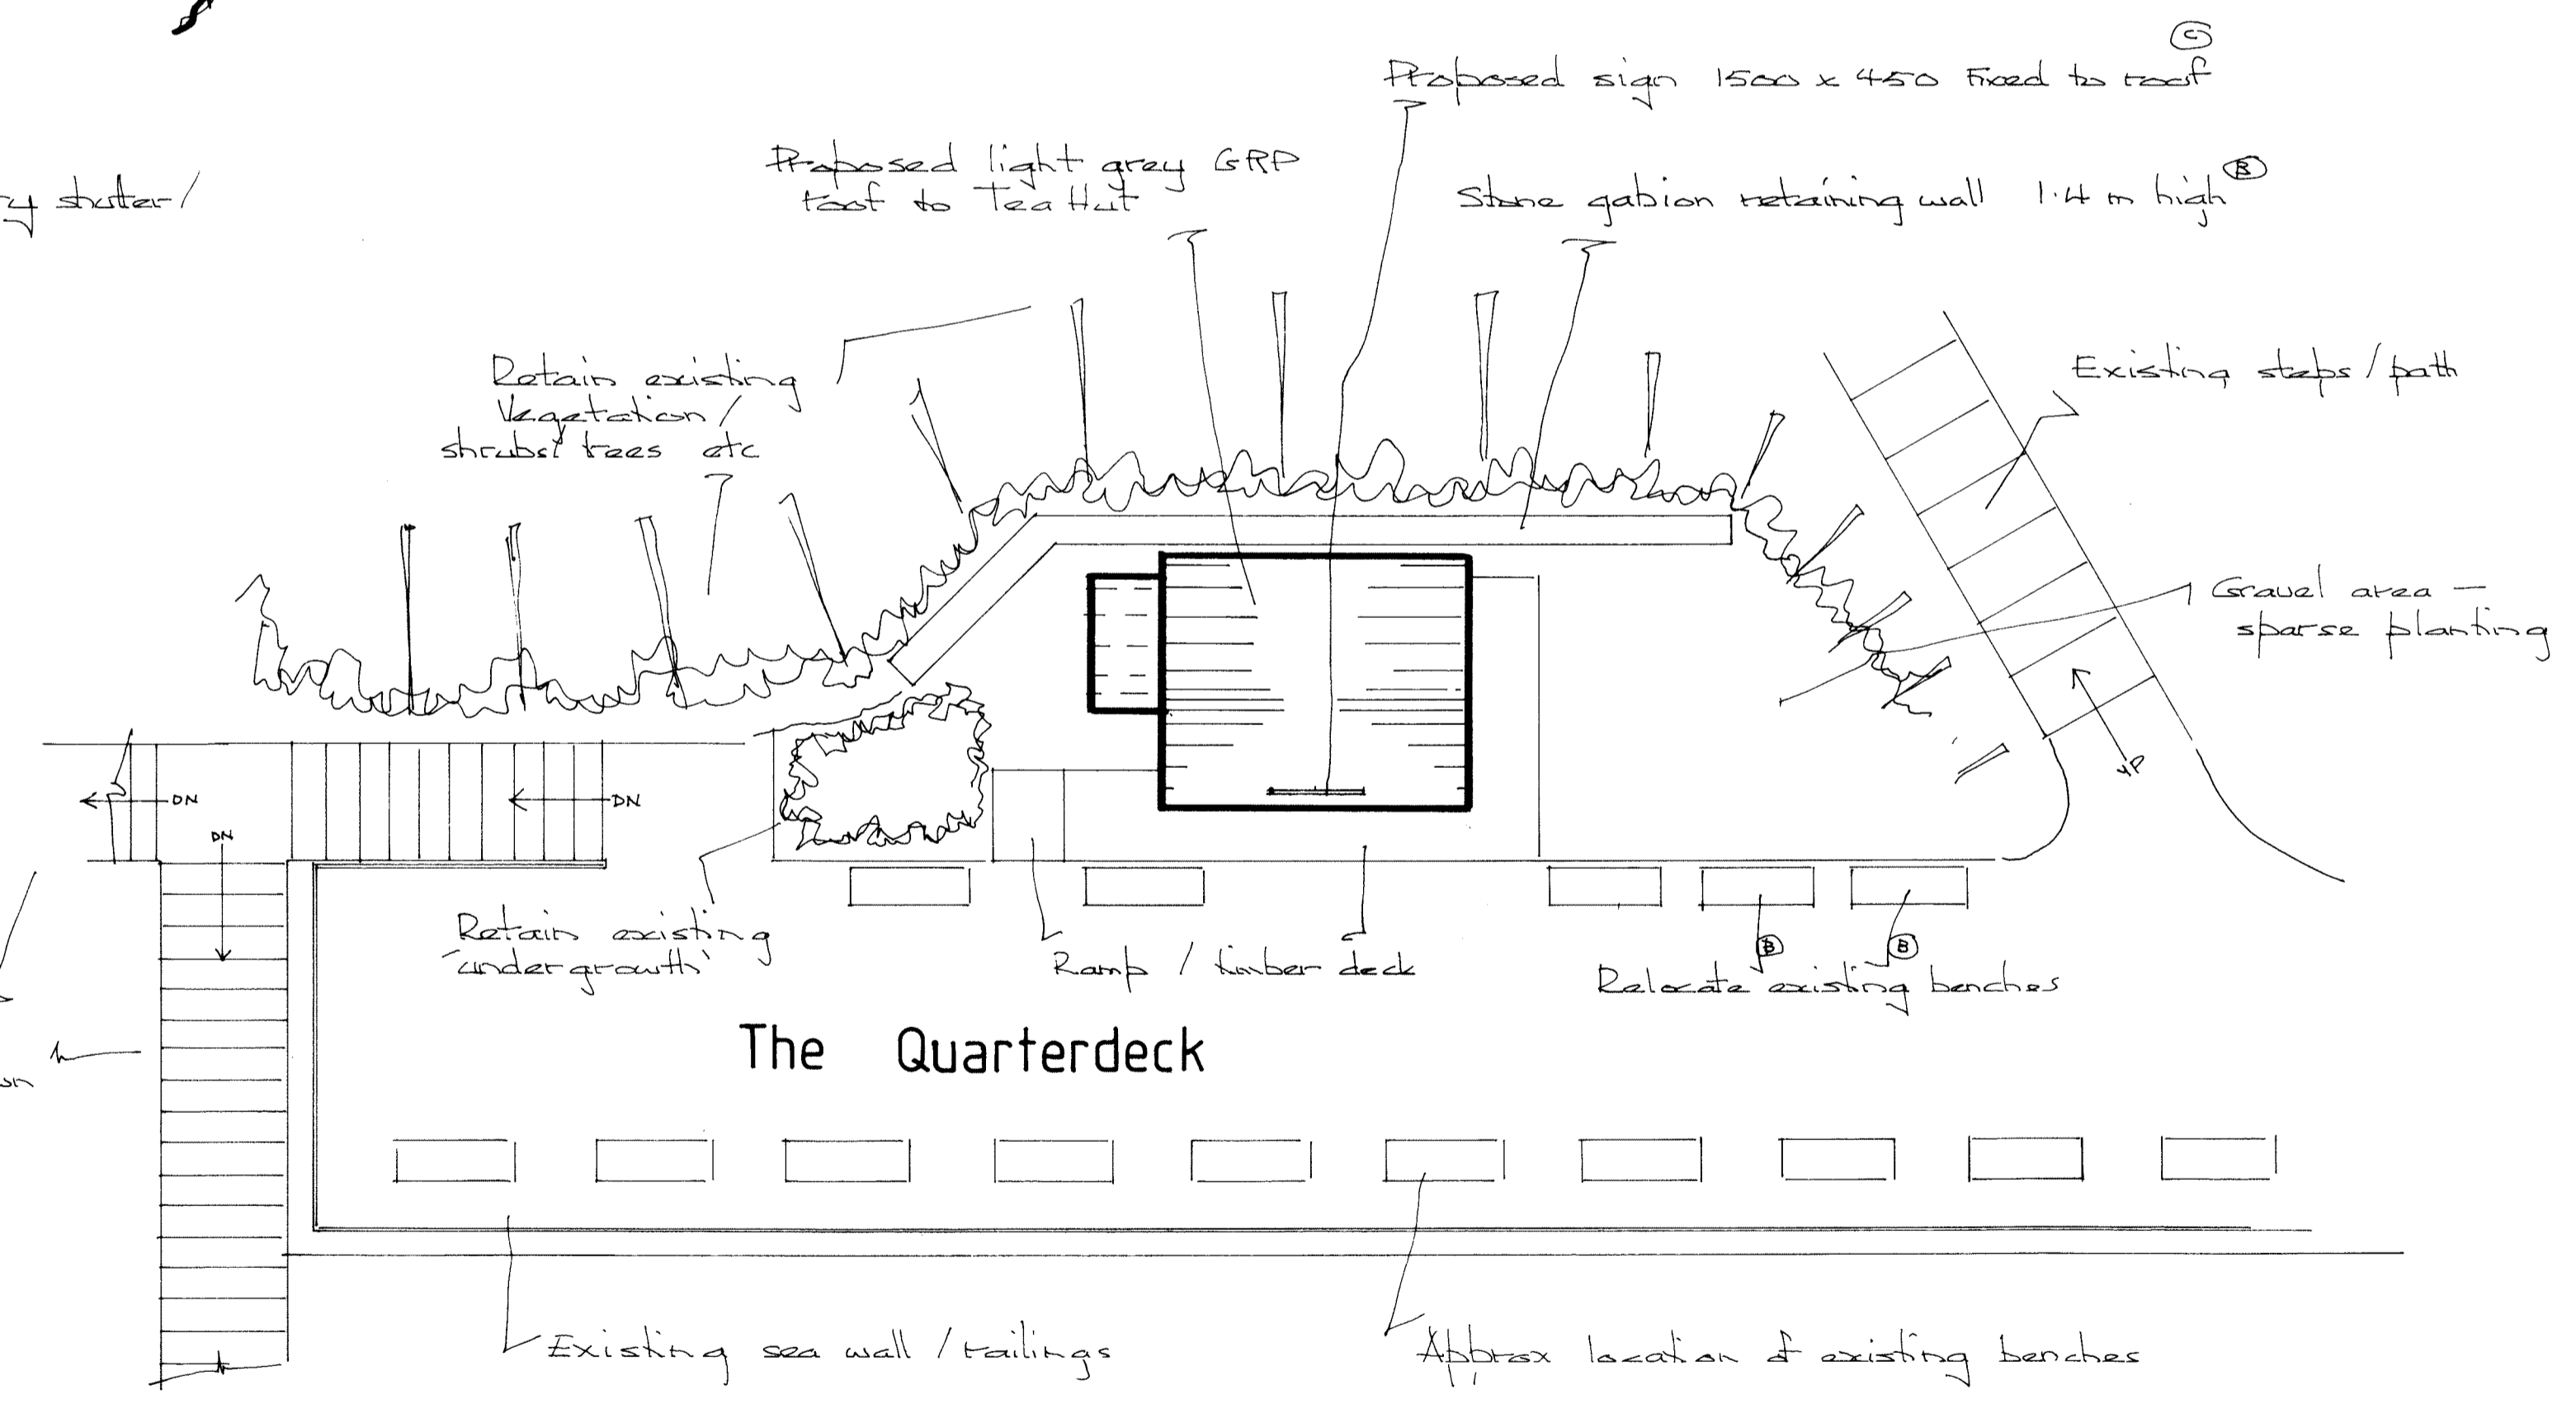 Ⓒ
Proposed sign 1500 x 450 Fixed to roof
Proposed light grey GRP
roof to Tea Hut
Stone gabion retaining wall 1.4 m high Ⓑ
y shutter/
Retain existing
Vegetation/
shrubs/ trees etc
Existing steps / path
Gravel area —
sparse planting
UP
DN
DN
DN
Retain existing
'undergrowth'
Ramp / timber deck
Ⓑ Ⓑ
Relocate existing benches
The Quarterdeck
Existing sea wall / railings
Approx location of existing benches